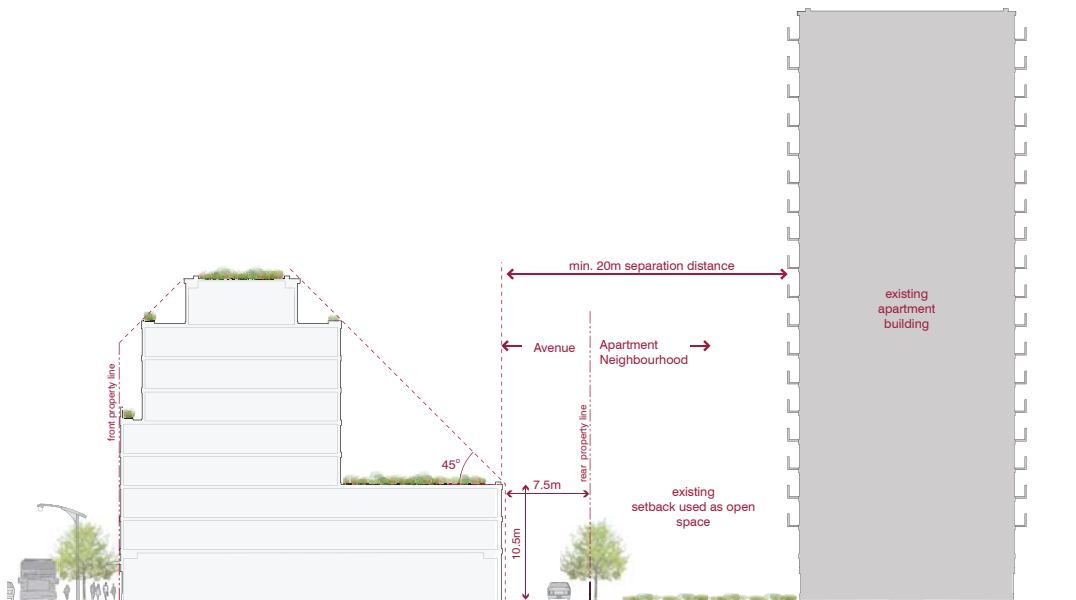 min. 20m separation distance
existing
apartment
building
Avenue
Apartment
Neighbourhood
front property line
rear property line
45°
7.5m
existing
setback used as open
space
10.5m